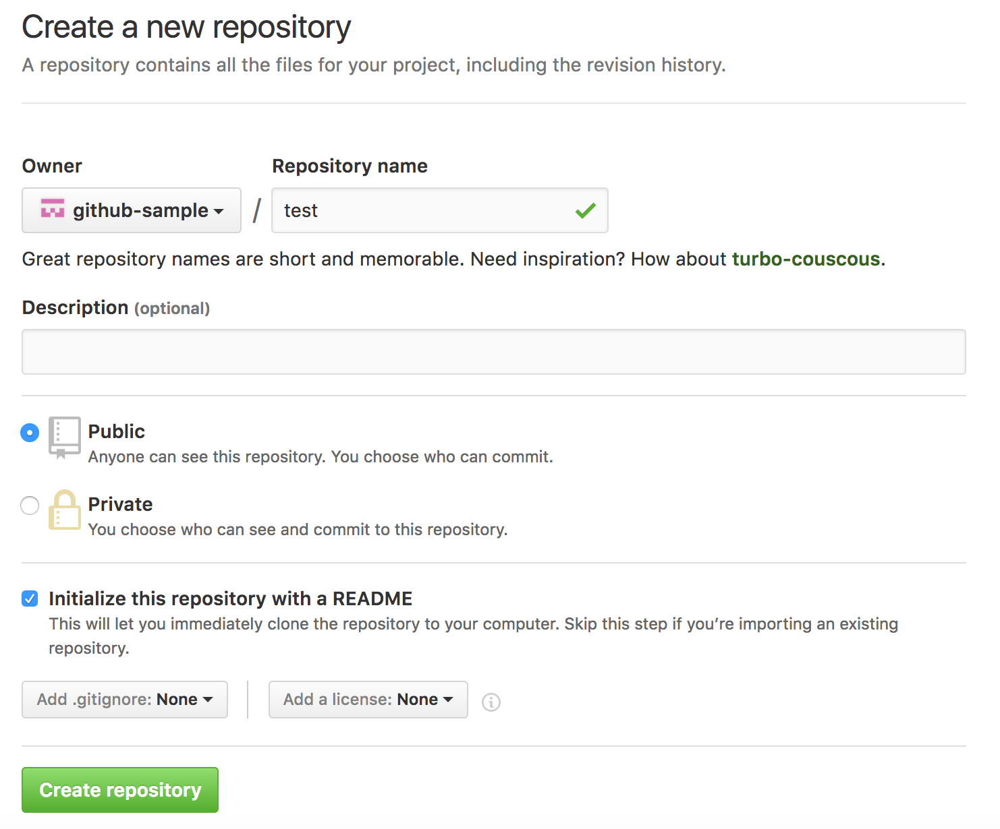 Create a new repository
A repository contains all the files for your project, including the revision history.
Owner
Repository name
github-sample
/
test
Great repository names are short and memorable. Need inspiration? How about turbo-couscous.
Description (optional)
Public
Anyone can see this repository. You choose who can commit.
Private
You choose who can see and commit to this repository.
Initialize this repository with a README
This will let you immediately clone the repository to your computer. Skip this step if you’re importing an existing
repository.
Add .gitignore: None
Add a license: None
Create repository